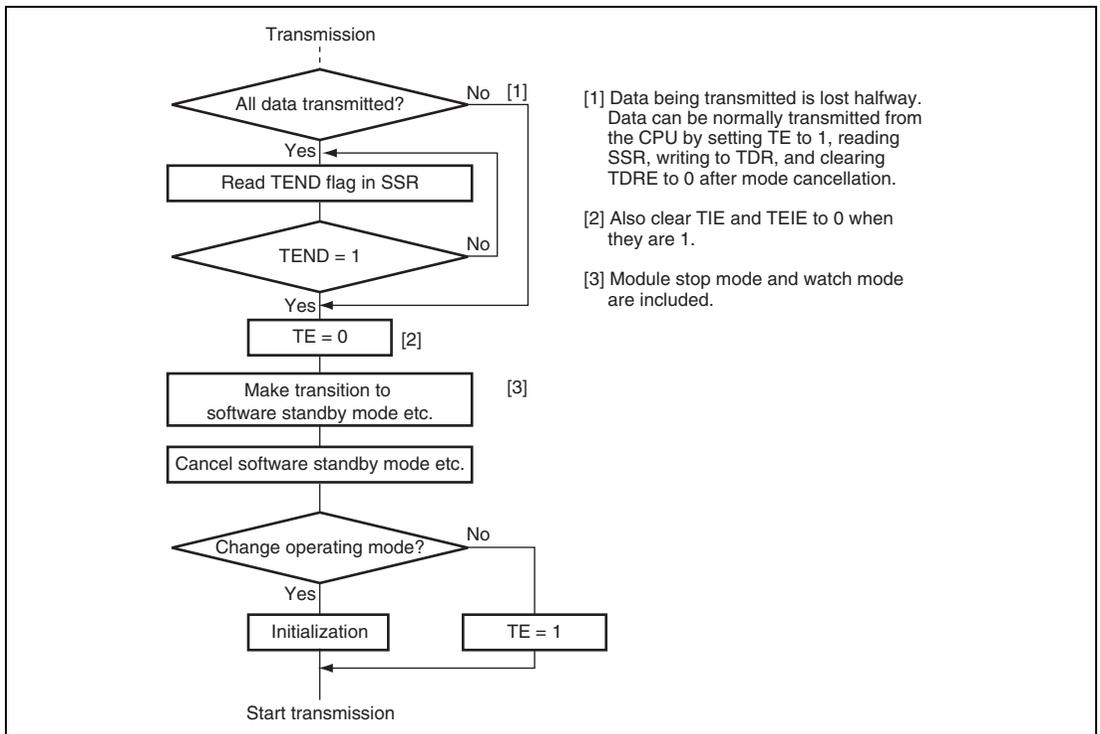 Transmission
All data transmitted?
No [1]
Yes
Read TEND flag in SSR
TEND = 1
No
Yes
TE = 0
[2]
Make transition to
software standby mode etc.
[3]
Cancel software standby mode etc.
Change operating mode?
No
Yes
Initialization
TE = 1
Start transmission
[1] Data being transmitted is lost halfway.
Data can be normally transmitted from
the CPU by setting TE to 1, reading
SSR, writing to TDR, and clearing
TDRE to 0 after mode cancellation.
[2] Also clear TIE and TEIE to 0 when
they are 1.
[3] Module stop mode and watch mode
are included.